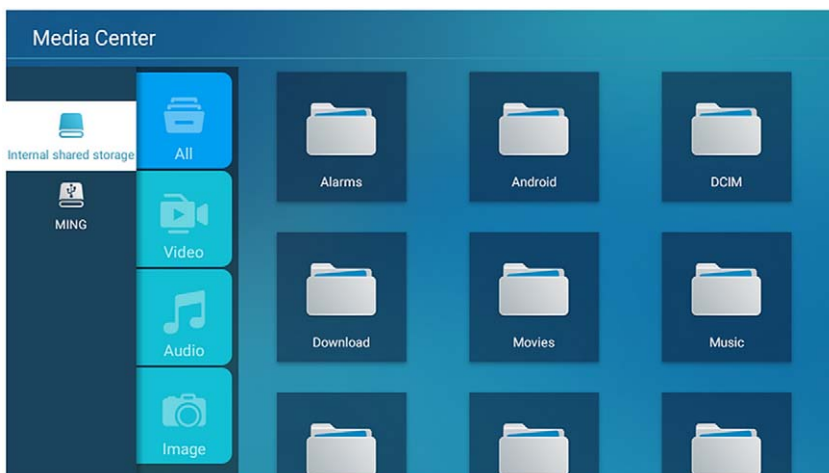 Media Center
Internal shared storage
MING
All
Video
Audio
Image
Alarms
Android
DCIM
Download
Movies
Music